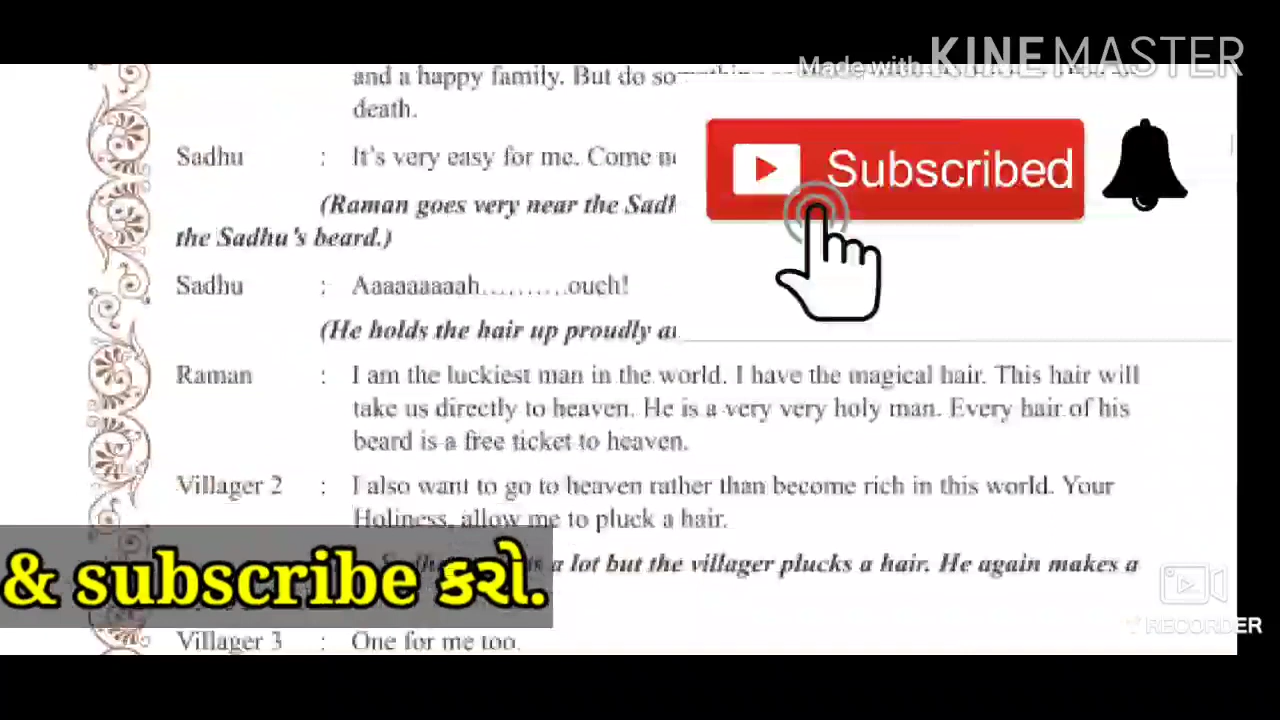 Made with KINEMASTER
and a happy family. But do
death.
Subscribed
Sadhu : It's very easy for me. Come
(Raman goes very near the
the Sadhu's beard.)
Sadhu : Aaaaaaaaah..........ouch!
(He holds the hair up proudly
Raman : I am the luckiest man in the world. I have the magical hair. This hair will
take us directly to heaven. He is a very very holy man. Every hair of his
beard is a free ticket to heaven.
Villager 2 : I also want to go to heaven rather than become rich in this world. Your
Holiness, allow me to pluck a hair.
a lot but the villager plucks a hair. He again makes a
& subscribe કરો.
RECORDER
Villager 3 : One for me too.